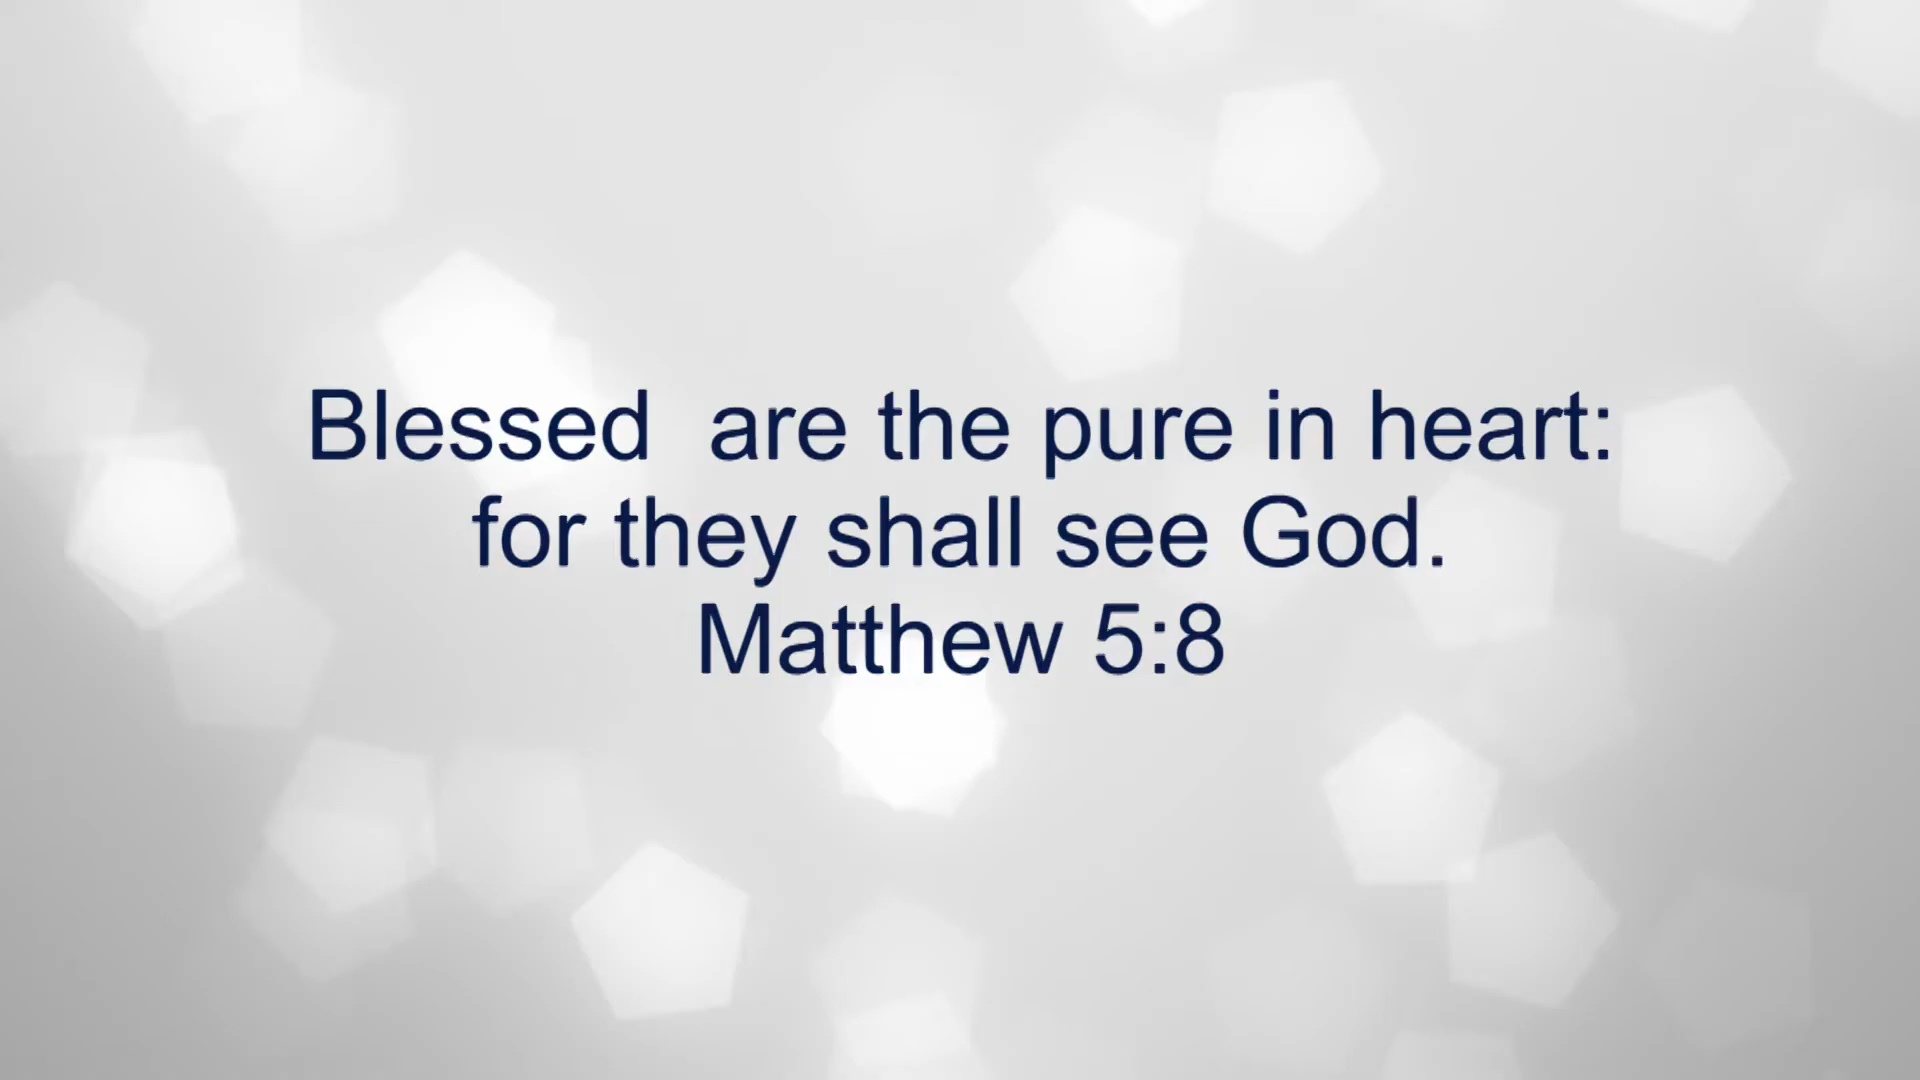 Blessed  are the pure in heart:
for they shall see God.
Matthew 5:8